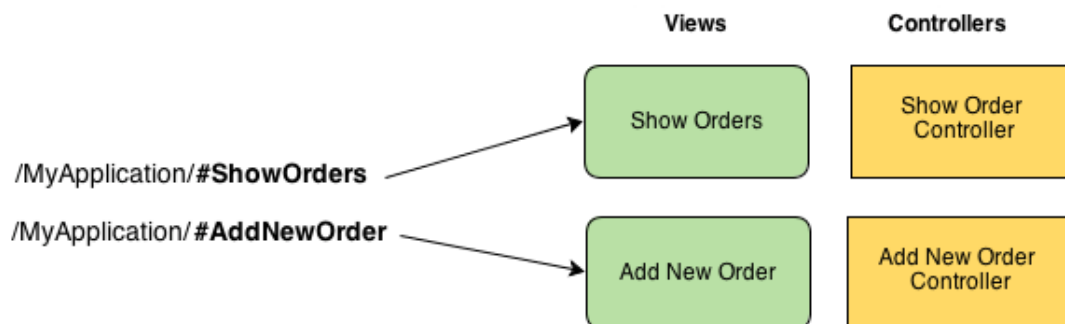 Views
Controllers
Show Orders
Show Order
Controller
/MyApplication/#ShowOrders
/MyApplication/#AddNewOrder
Add New Order
Add New Order
Controller